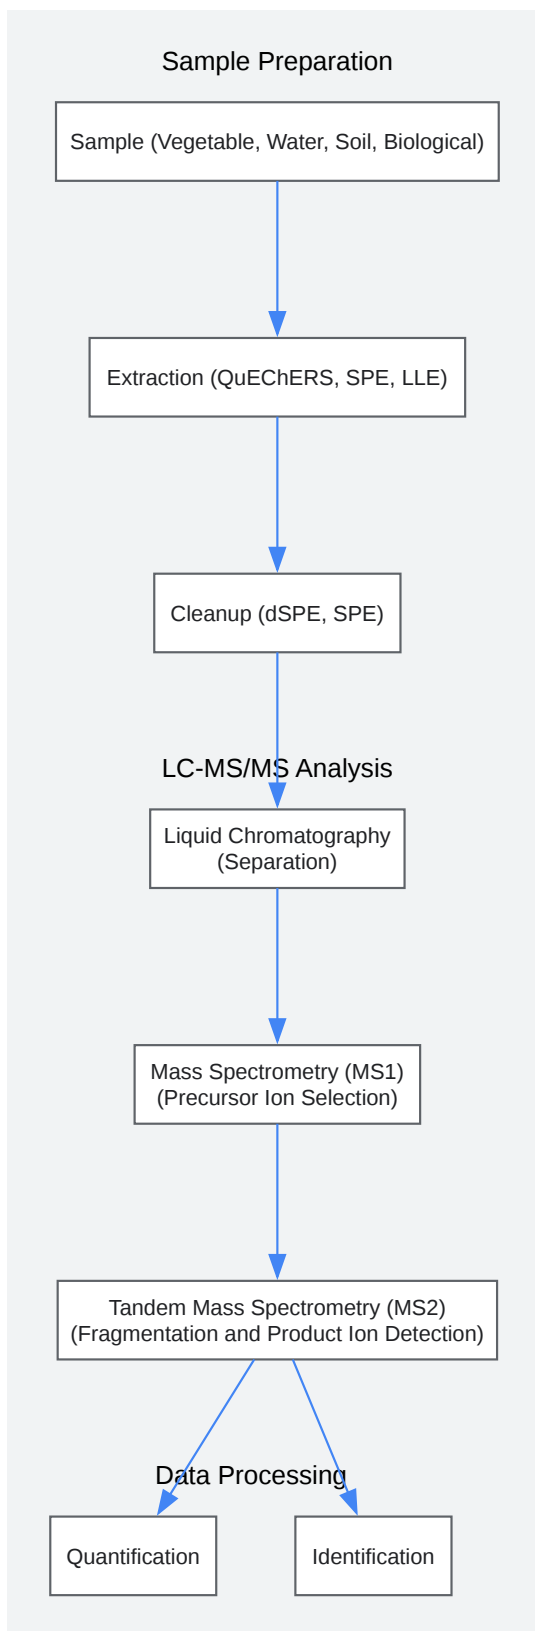 Sample Preparation
Sample (Vegetable, Water, Soil, Biological)
Extraction (QuEChERS, SPE, LLE)
Cleanup (dSPE, SPE)
LC-MS/MS Analysis
Liquid Chromatography
(Separation)
Mass Spectrometry (MS1)
(Precursor Ion Selection)
Tandem Mass Spectrometry (MS2)
(Fragmentation and Product Ion Detection)
Data Processing
Quantification
Identification